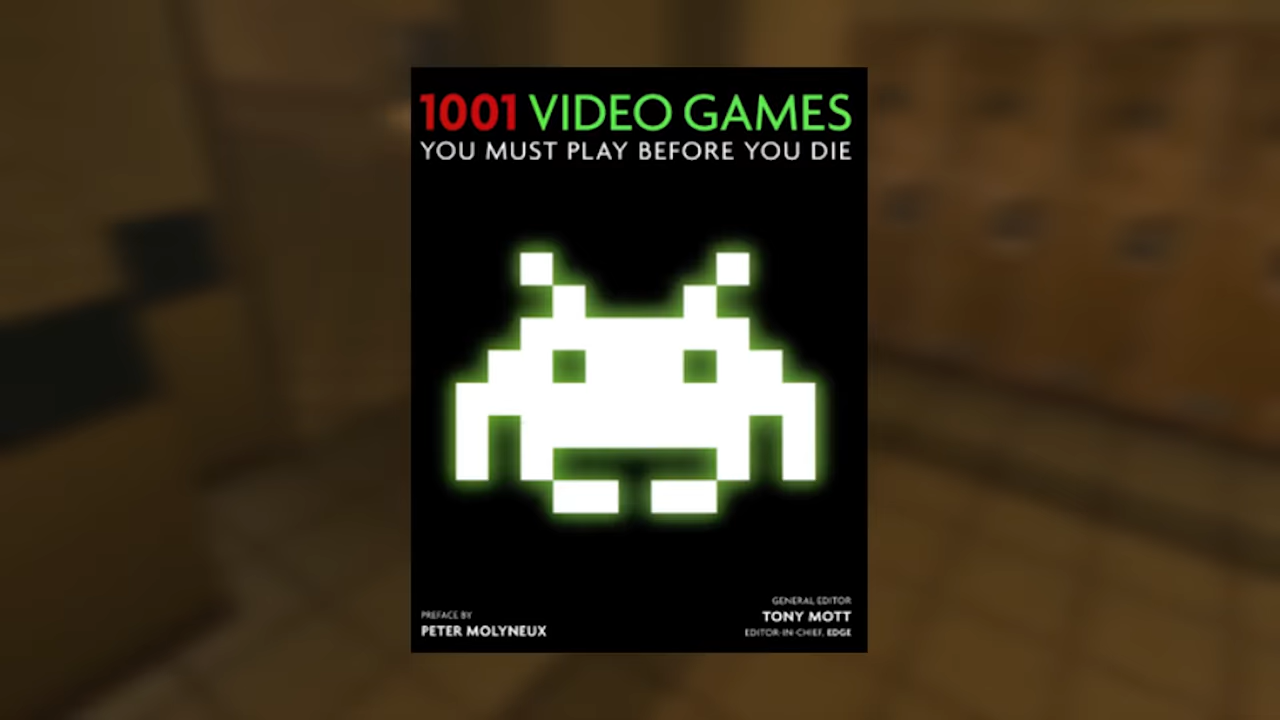 1001 VIDEO GAMES
YOU MUST PLAY BEFORE YOU DIE
PREFACE BY
PETER MOLYNEUX
GENERAL EDITOR
TONY MOTT
EDITOR-IN-CHIEF, EDGE